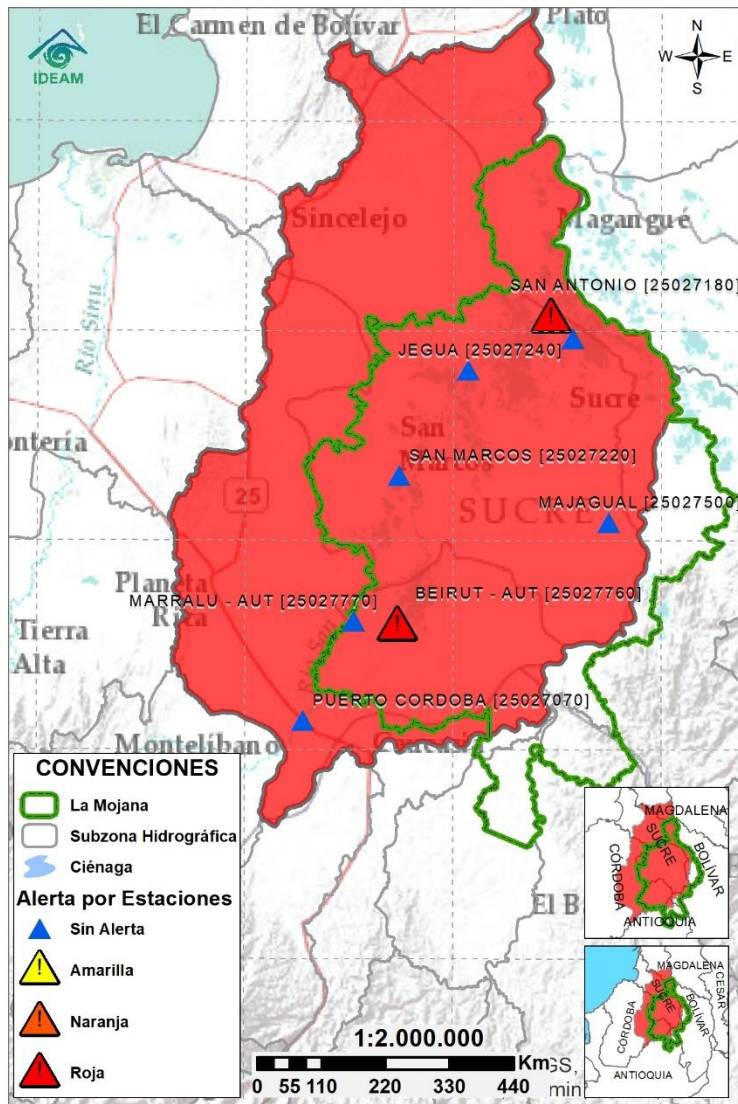 El Carmen de Bolívar
Plato
IDEAM
N
W E
S
Sincelejo
Magangué
SAN ANTONIO [25027180]
Río Sinu
JEGUA [25027240]
Sucre
San
Marcos
SAN MARCOS [25027220]
25
SUCRE
MAJAGUAL [25027500]
Planeta
Rica
MARRALU - AUT [25027770]
BEIRUT - AUT [25027760]
Tierra
Alta
PUERTO CORDOBA [25027070]
Montelíbano
CONVENCIONES
La Mojana
Subzona Hidrográfica
Ciénaga
Alerta por Estaciones
Sin Alerta
Amarilla
Naranja
Roja
El B
1:2.000.000
Km
0 55 110 220 330 440
min
MAGDALENA
SUCRE
BOLÍVAR
CÓRDOBA
ANTIOQUIA
MAGDALENA
CESAR
SUCRE
BOLÍVAR
CÓRDOBA
ANTIOQUIA